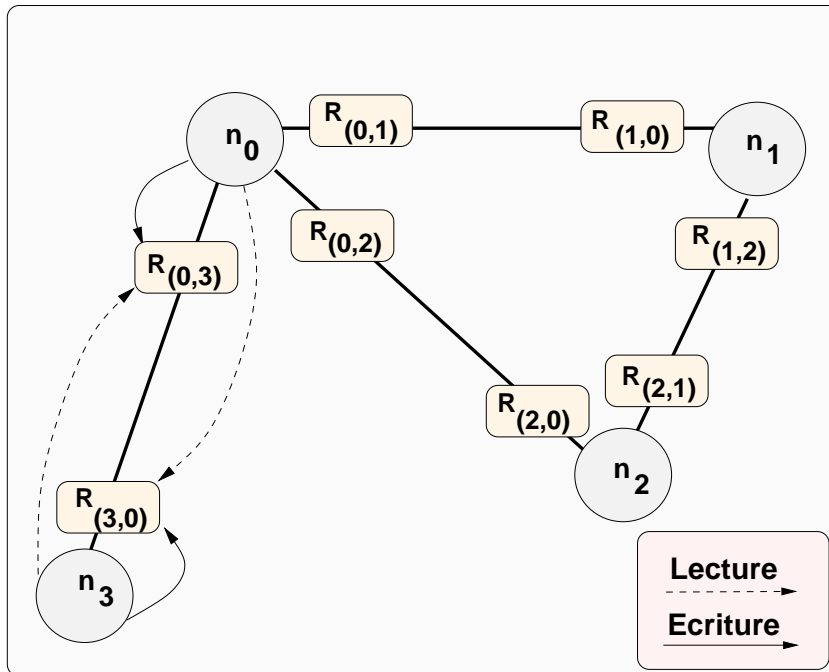 n0
R(0,1)
R(1,0)
n1
R(0,2)
R(1,2)
R(0,3)
R(2,1)
R(2,0)
n2
R(3,0)
n3
Lecture
Ecriture